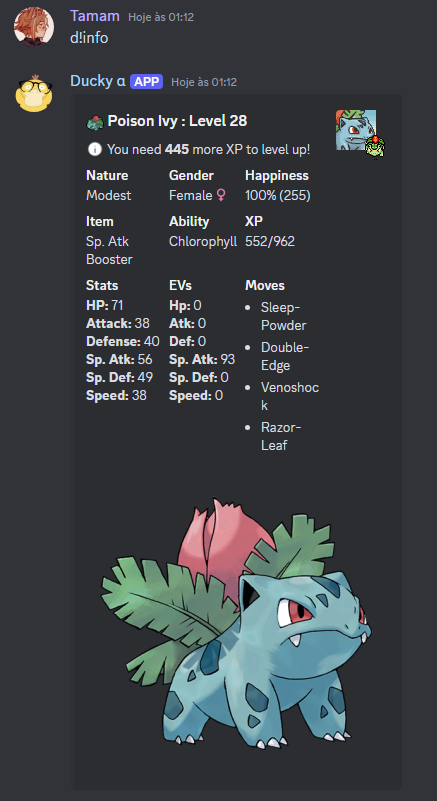 Tamam Hoje às 01:12
d!info
Ducky α APP Hoje às 01:12
Poison Ivy : Level 28
You need 445 more XP to level up!
Nature Gender Happiness
Modest Female ♀ 100% (255)
Item Ability XP
Sp. Atk Chlorophyll 552/962
Booster
Stats EVs Moves
HP: 71 Hp: 0 • Sleep-
Attack: 38 Atk: 0 Powder
Defense: 40 Def: 0 • Double-
Sp. Atk: 56 Sp. Atk: 93 Edge
Sp. Def: 49 Sp. Def: 0 • Venoshoc
Speed: 38 Speed: 0 k
• Razor-
Leaf